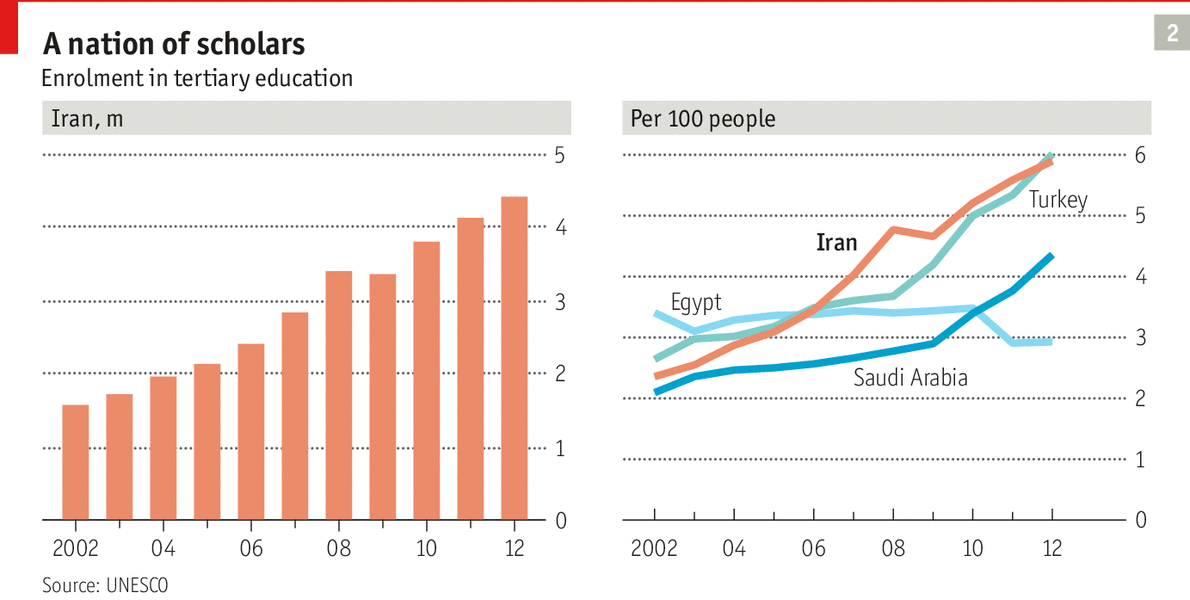 2
A nation of scholars
Enrolment in tertiary education
Iran, m
5
4
3
2
1
0
2002 04 06 08 10 12
Per 100 people
6
5
4
3
2
1
0
Iran
Turkey
Egypt
Saudi Arabia
2002 04 06 08 10 12
Source: UNESCO